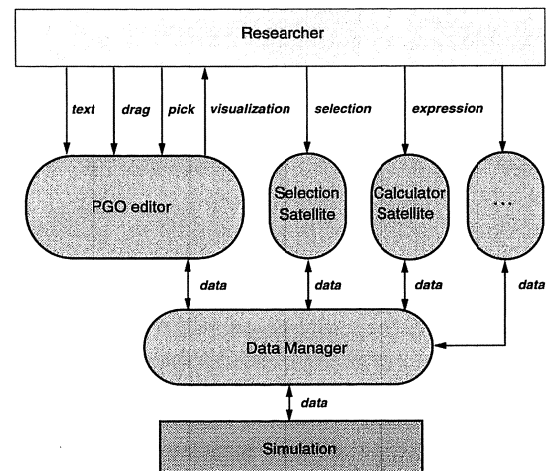 Researcher
text drag pick visualization selection expression
PGO editor
Selection
Satellite
Calculator
Satellite
...
data data data data
Data Manager
data
Simulation